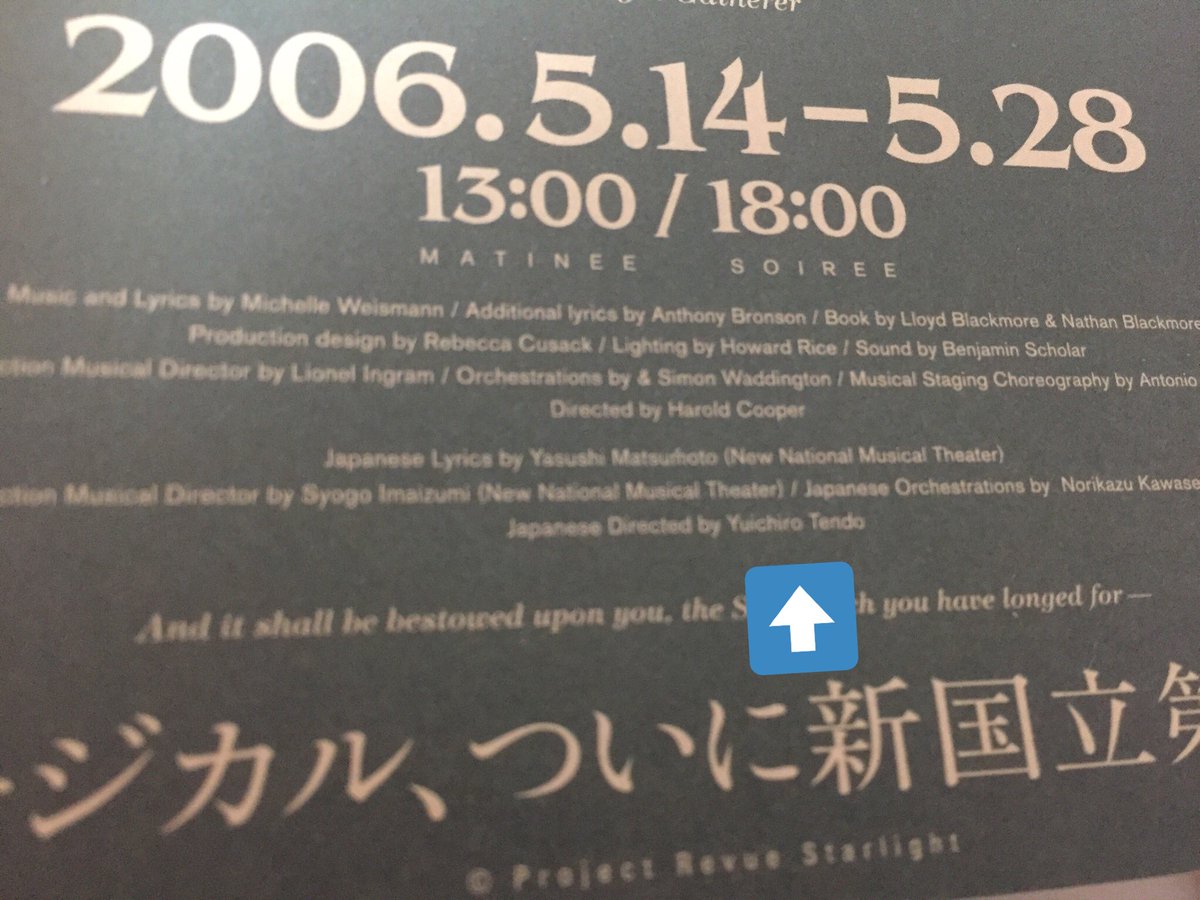 Gatherer
2006.5.14–5.28
13:00 / 18:00
MATINEE SOIREE
Music and Lyrics by Michelle Weismann / Additional lyrics by Anthony Bronson / Book by Lloyd Blackmore & Nathan Blackmore
Production design by Rebecca Cusack / Lighting by Howard Rice / Sound by Benjamin Scholar
ction Musical Director by Lionel Ingram / Orchestrations by & Simon Waddington / Musical Staging Choreography by Antonio
Directed by Harold Cooper
Japanese Lyrics by Yasushi Matsumoto (New National Musical Theater)
ction Musical Director by Syogo Imaizumi (New National Musical Theater) / Japanese Orchestrations by Norikazu Kawase
Japanese Directed by Yuichiro Tendo
And it shall be bestowed upon you, the S h you have longed for—
ージカル、ついに新国立第
© Project Revue Starlight